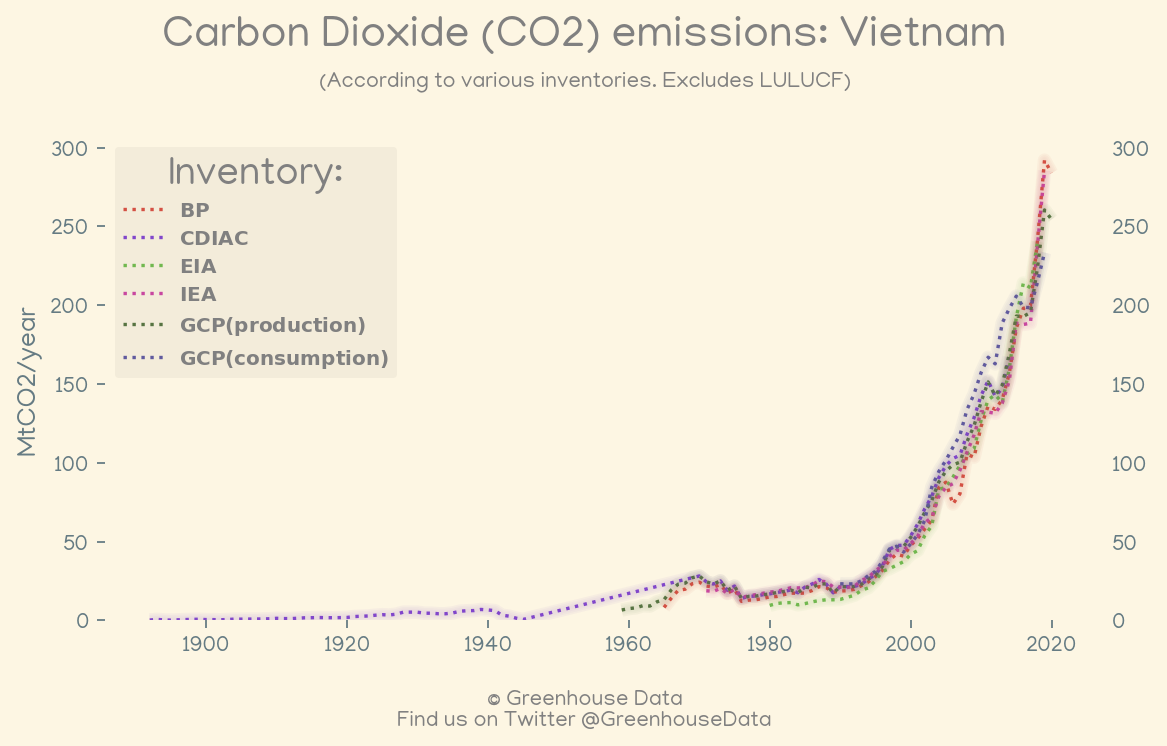 Carbon Dioxide (CO2) emissions: Vietnam
(According to various inventories. Excludes LULUCF)
Inventory:
BP
CDIAC
EIA
IEA
GCP(production)
GCP(consumption)
MtCO2/year
300
250
200
150
100
50
0
300
250
200
150
100
50
0
1900
1920
1940
1960
1980
2000
2020
© Greenhouse Data
Find us on Twitter @GreenhouseData